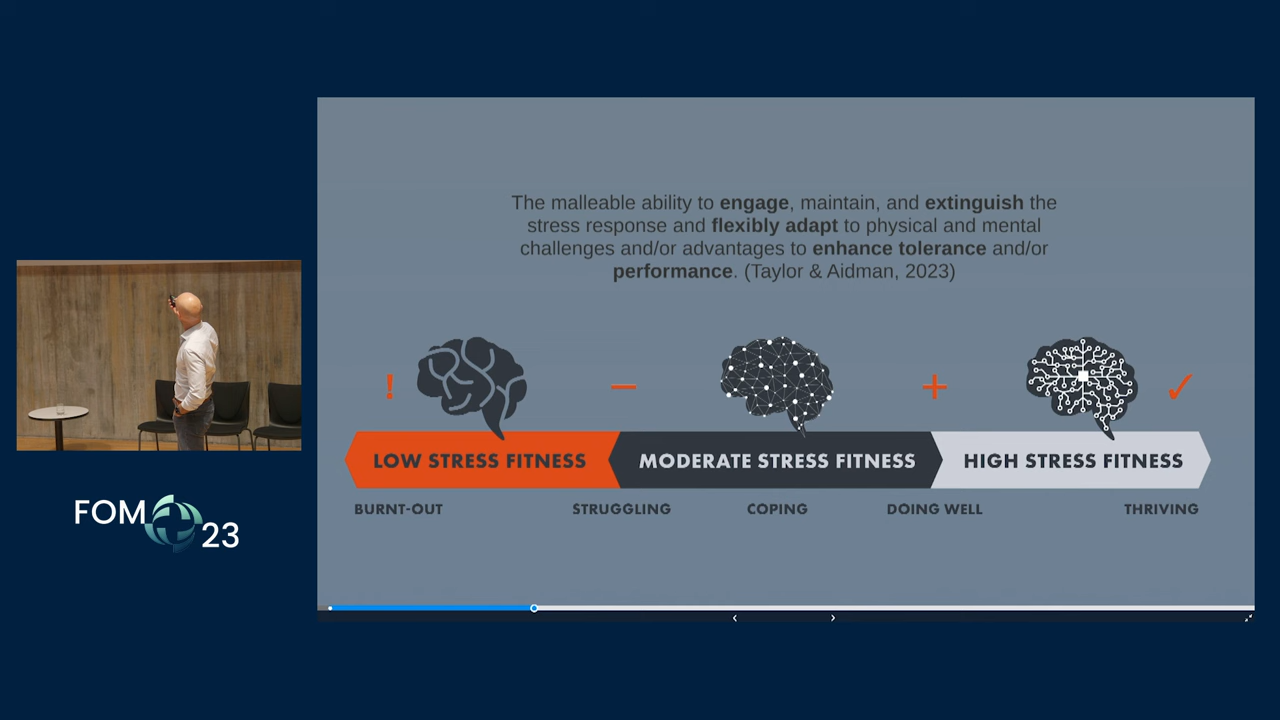 The malleable ability to engage, maintain, and extinguish the
stress response and flexibly adapt to physical and mental
challenges and/or advantages to enhance tolerance and/or
performance. (Taylor & Aidman, 2023)
!
−
+
✓
LOW STRESS FITNESS
MODERATE STRESS FITNESS
HIGH STRESS FITNESS
BURNT-OUT
STRUGGLING
COPING
DOING WELL
THRIVING
FOM
23